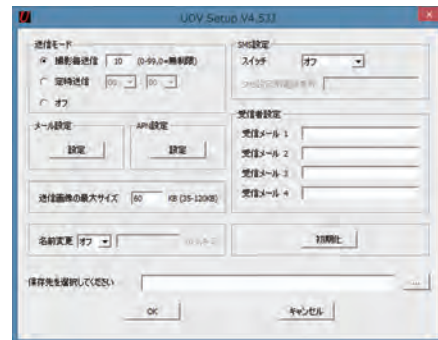 UOV Setup V4.5JJ
送信モード
撮影毎送信 10 (0-99,0=無制限)
定時送信 00 : 00
オフ
メール設定
設定
APN設定
設定
送信画像の最大サイズ 60 KB (35-120KB)
名前変更 オフ
SMS設定
スイッチ オフ
受信者設定
受信メール 1
受信メール 2
受信メール 3
受信メール 4
初期化
保存先を選択してください
...
OK
キャンセル